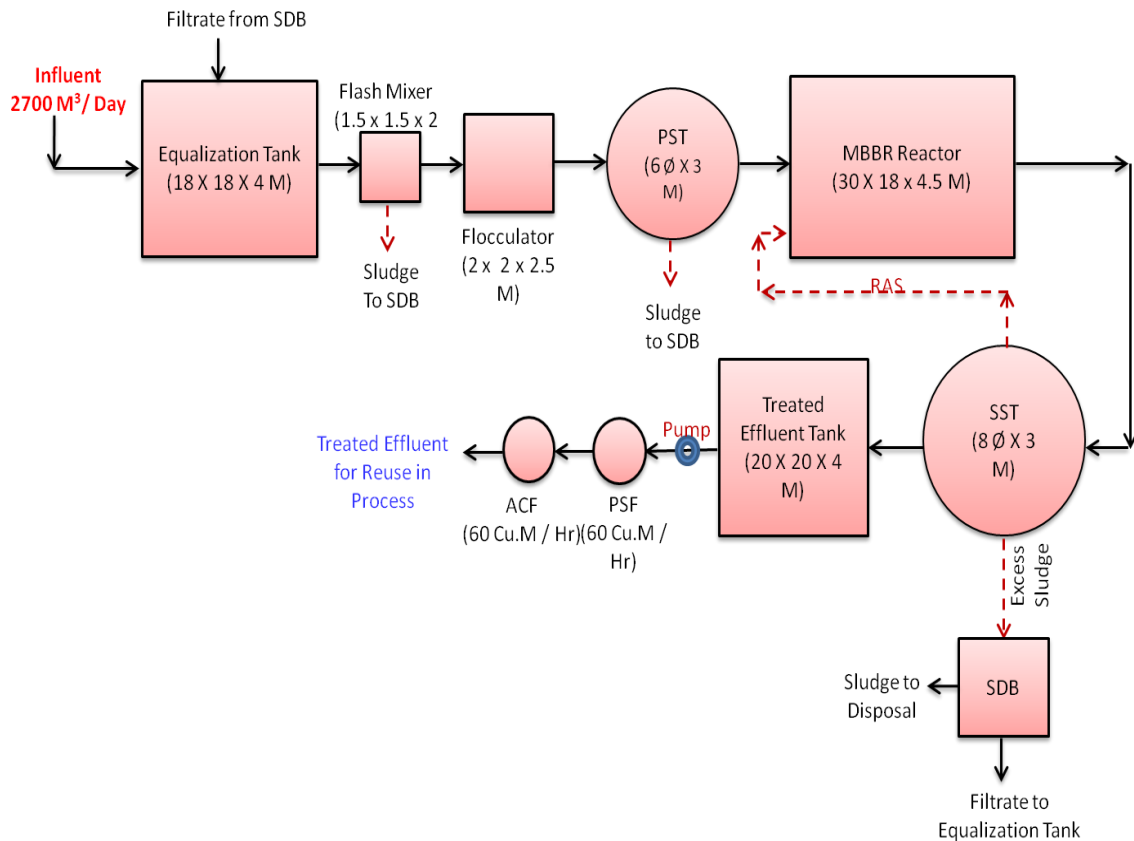 Filtrate from SDB
Influent
2700 M³/ Day
Equalization Tank
(18 X 18 X 4 M)
Flash Mixer
(1.5 x 1.5 x 2
Sludge
To SDB
Flocculator
(2 x 2 x 2.5
M)
PST
(6 Ø X 3
M)
Sludge
to SDB
MBBR Reactor
(30 X 18 x 4.5 M)
RAS
SST
(8 Ø X 3
M)
Treated
Effluent Tank
(20 X 20 X 4
M)
Pump
PSF
(60 Cu.M /
Hr)
ACF
(60 Cu.M / Hr)
Treated Effluent
for Reuse in
Process
Excess
Sludge
SDB
Sludge to
Disposal
Filtrate to
Equalization Tank